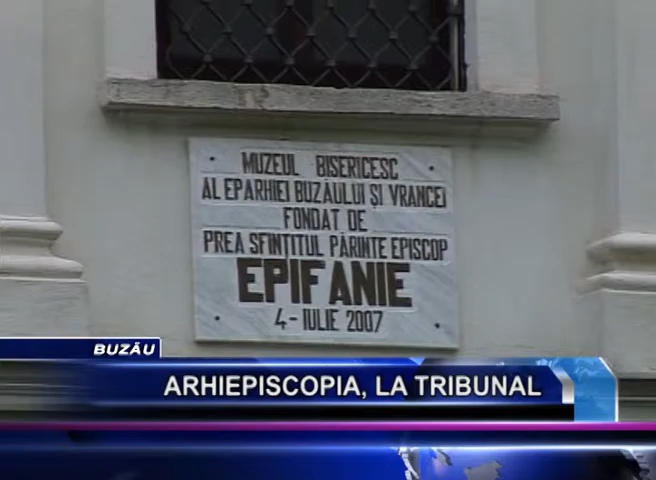 MUZEUL BISERICESC
AL EPARHIEI BUZĂULUI ȘI VRANCEI
FONDAT DE
PREA SFINȚITUL PĂRINTE EPISCOP
EPIFANIE
4 - IULIE 2007
BUZĂU
ARHIEPISCOPIA, LA TRIBUNAL